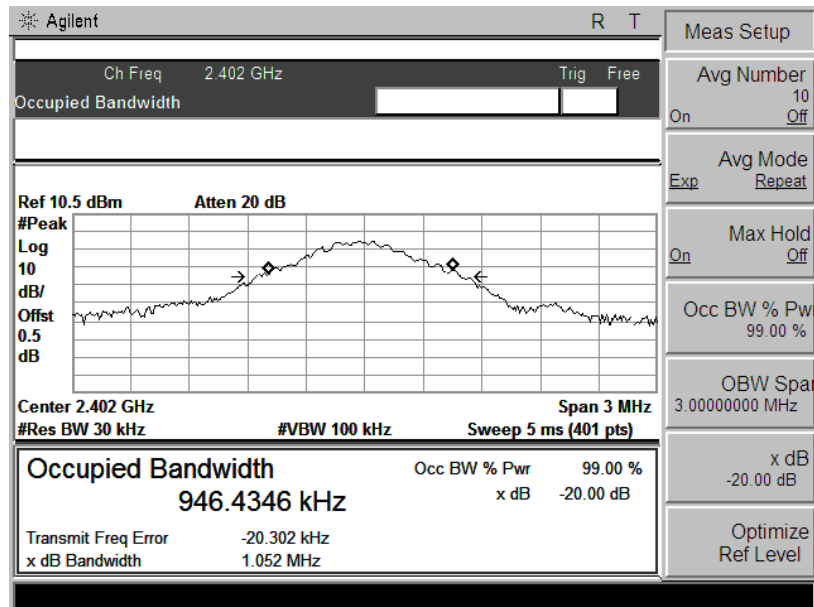 Agilent R T
Ch Freq 2.402 GHz Trig Free
Occupied Bandwidth
Ref 10.5 dBm Atten 20 dB
#Peak
Log
10
dB/
Offst
0.5
dB
Center 2.402 GHz Span 3 MHz
#Res BW 30 kHz #VBW 100 kHz Sweep 5 ms (401 pts)
Occupied Bandwidth
946.4346 kHz
Occ BW % Pwr 99.00 %
x dB -20.00 dB
Transmit Freq Error -20.302 kHz
x dB Bandwidth 1.052 MHz
Meas Setup
Avg Number
10
On Off
Avg Mode
Exp Repeat
Max Hold
On Off
Occ BW % Pwr
99.00 %
OBW Span
3.00000000 MHz
x dB
-20.00 dB
Optimize
Ref Level